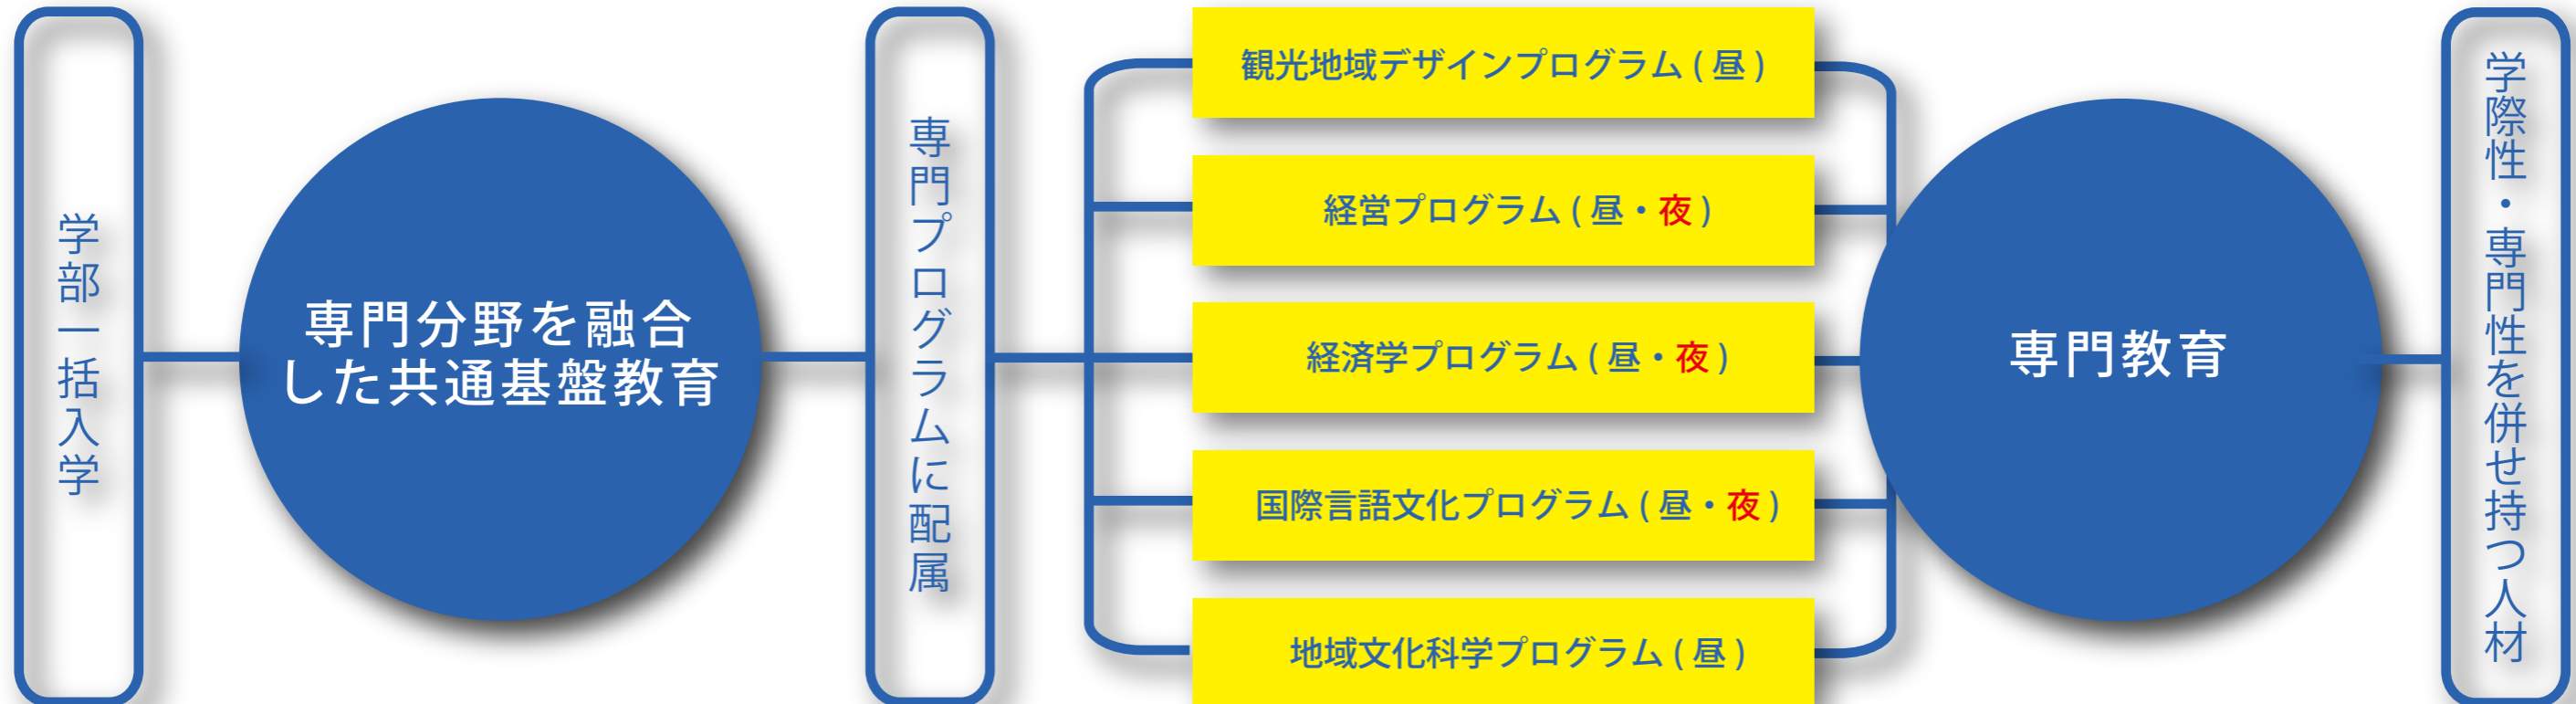 学部一括入学
専門分野を融合
した共通基盤教育
専門プログラムに配属
観光地域デザインプログラム ( 昼 )
経営プログラム ( 昼・夜 )
経済学プログラム ( 昼・夜 )
国際言語文化プログラム ( 昼・夜 )
地域文化科学プログラム ( 昼 )
専門教育
学際性・専門性を併せ持つ人材